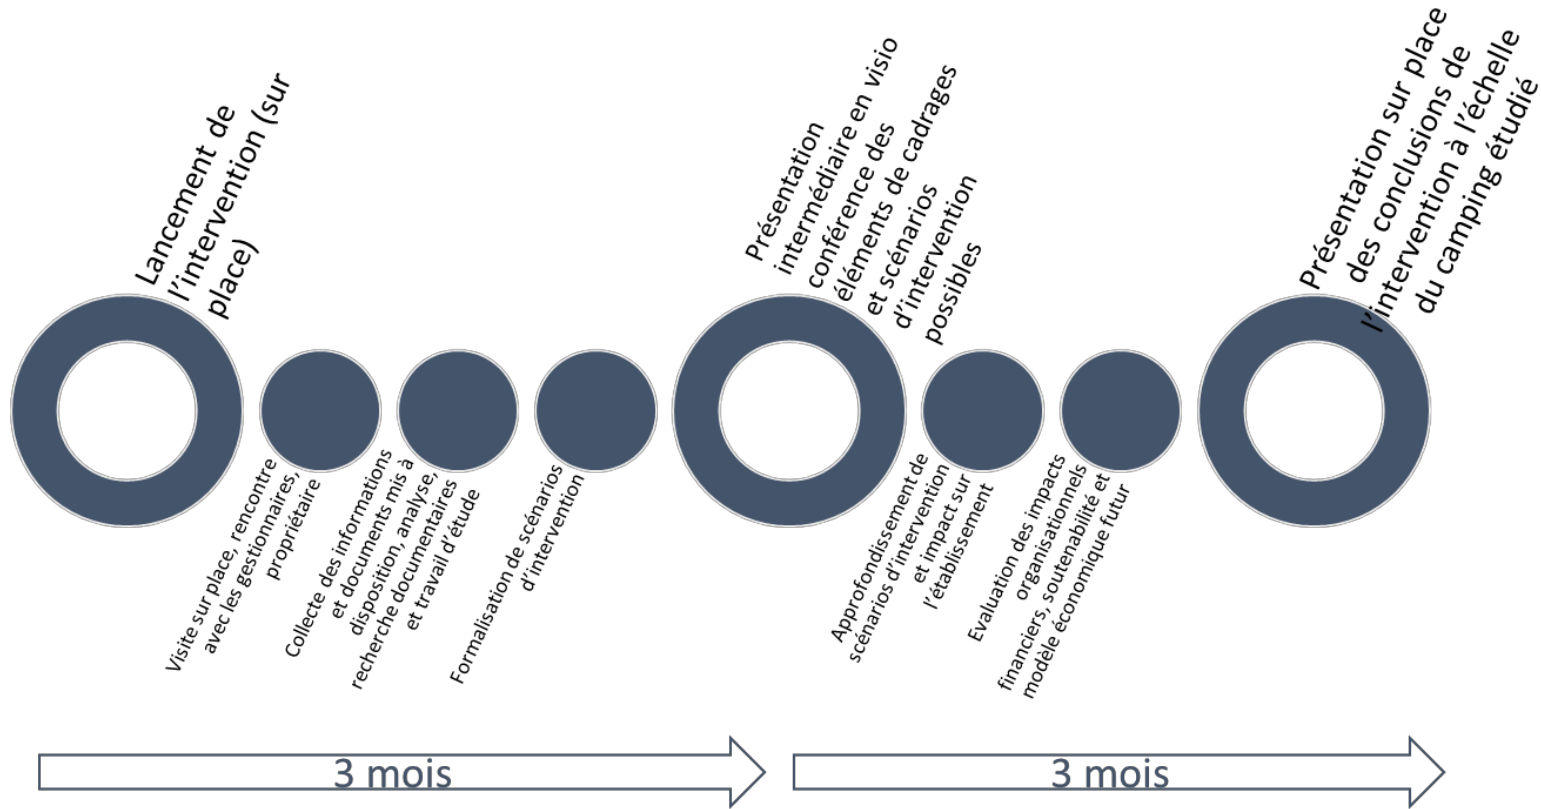 Lancement de
l’intervention (sur
place)
Visite sur place, rencontre
avec les gestionnaires,
propriétaire
Collecte des informations
et documents mis à
disposition, analyse,
recherche documentaires
et travail d’étude
Formalisation de scénarios
d’intervention
Présentation
intermédiaire en visio
conférence des
éléments de cadrages
et scénarios
d’intervention
possibles
Approfondissement de
scénarios d’intervention
et impact sur
l’établissement
Evaluation des impacts
organisationnels
financiers, soutenabilité et
modèle économique futur
Présentation sur place
des conclusions de
l’intervention à l’échelle
du camping étudié
3 mois
3 mois